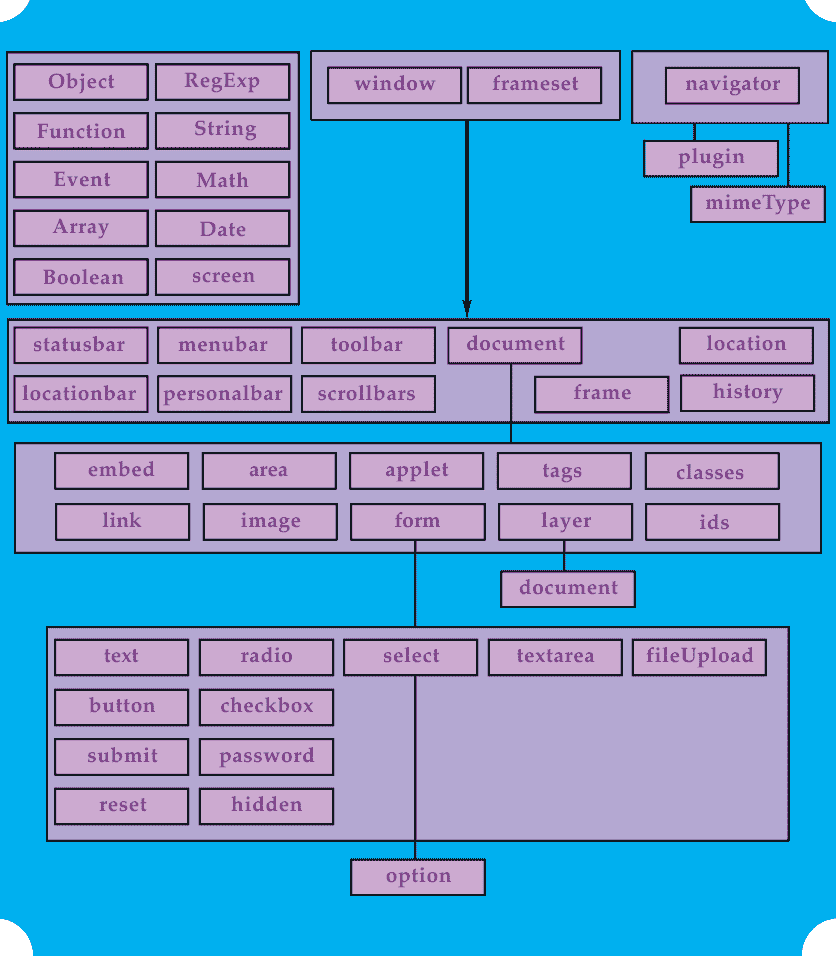 Object
RegExp
Function
String
Event
Math
Array
Date
Boolean
screen
window
frameset
navigator
plugin
mimeType
statusbar
menubar
toolbar
document
location
locationbar
personalbar
scrollbars
frame
history
embed
area
applet
tags
classes
link
image
form
layer
ids
document
text
radio
select
textarea
fileUpload
button
checkbox
submit
password
reset
hidden
option